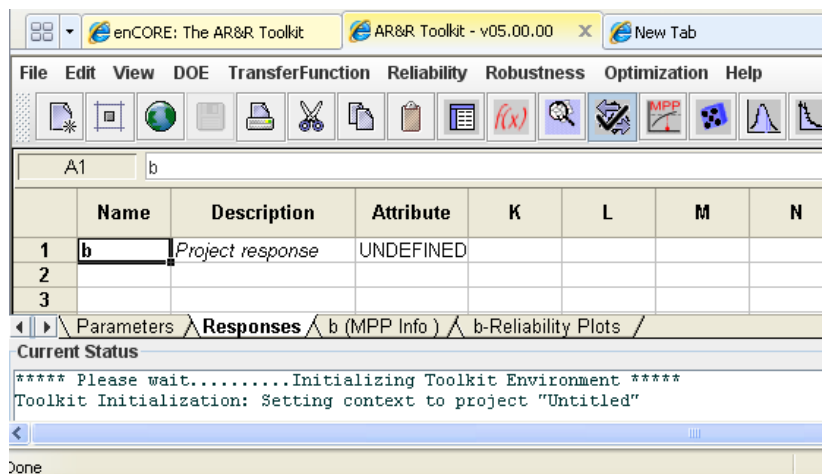 enCORE: The AR&R Toolkit AR&R Toolkit - v05.00.00 New Tab
File Edit View DOE TransferFunction Reliability Robustness Optimization Help
f(x) MPP
A1 b
Name Description Attribute K L M N
1 b Project response UNDEFINED
2
3
Parameters Responses b (MPP Info ) b-Reliability Plots
Current Status
***** Please wait..........Initializing Toolkit Environment *****
Toolkit Initialization: Setting context to project "Untitled"
Done